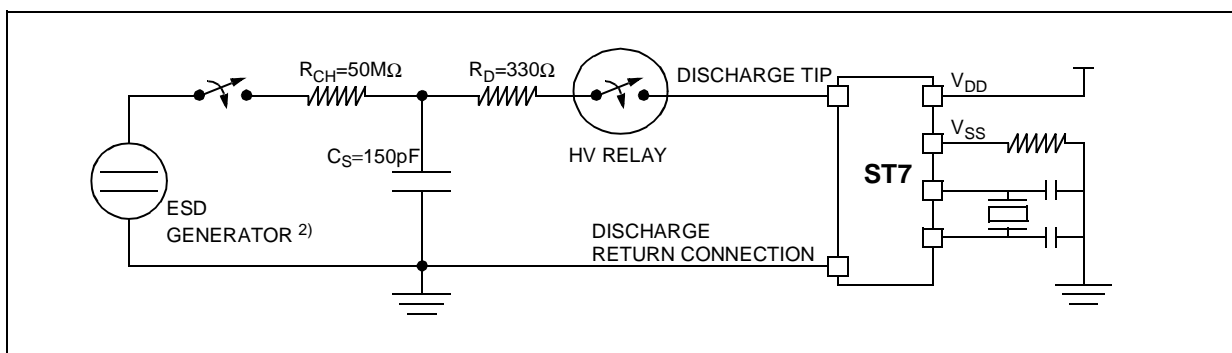 R_CH=50MΩ
R_D=330Ω
DISCHARGE TIP
V_DD
HV RELAY
V_SS
C_S=150pF
ST7
ESD
GENERATOR 2)
DISCHARGE
RETURN CONNECTION